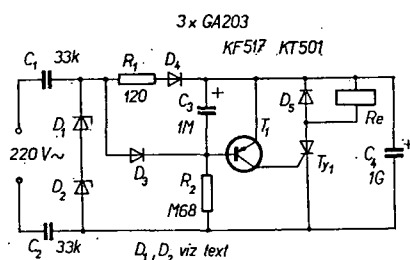 3 x GA203
KF517 KT501
C1 33k
R1
D4
120
C3
+
1M
D1
D3
T1
D5
Re
220 V~
D2
R2
M68
Ty1
C4
+
1G
C2 33k
D1, D2 viz text